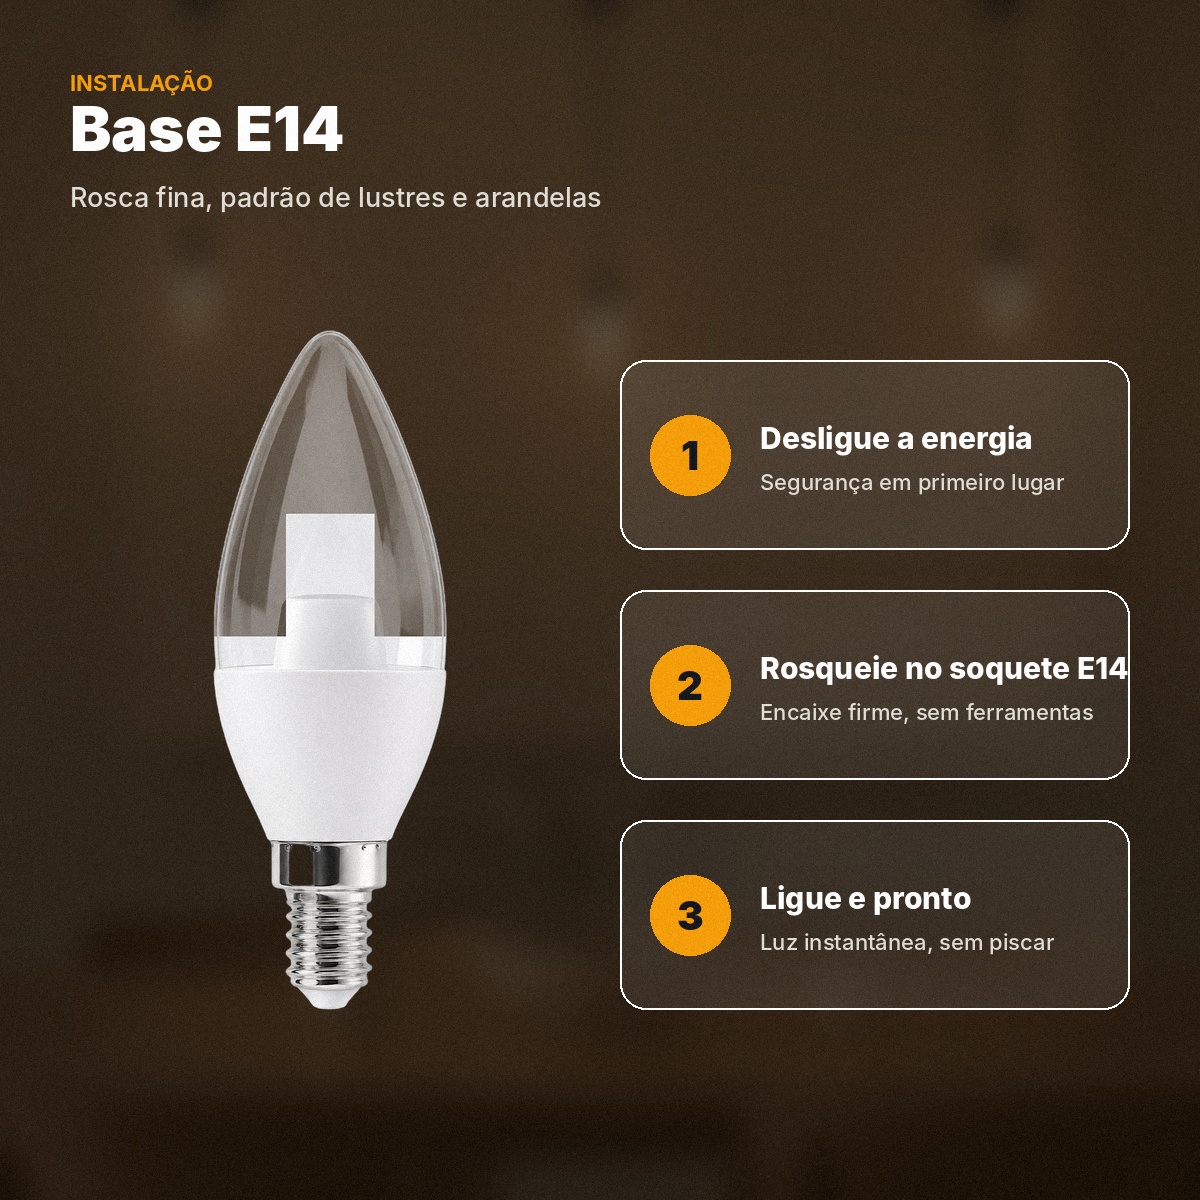 INSTALAÇÃO
Base E14
Rosca fina, padrão de lustres e arandelas
1
Desligue a energia
Segurança em primeiro lugar
2
Rosqueie no soquete E14
Encaixe firme, sem ferramentas
3
Ligue e pronto
Luz instantânea, sem piscar